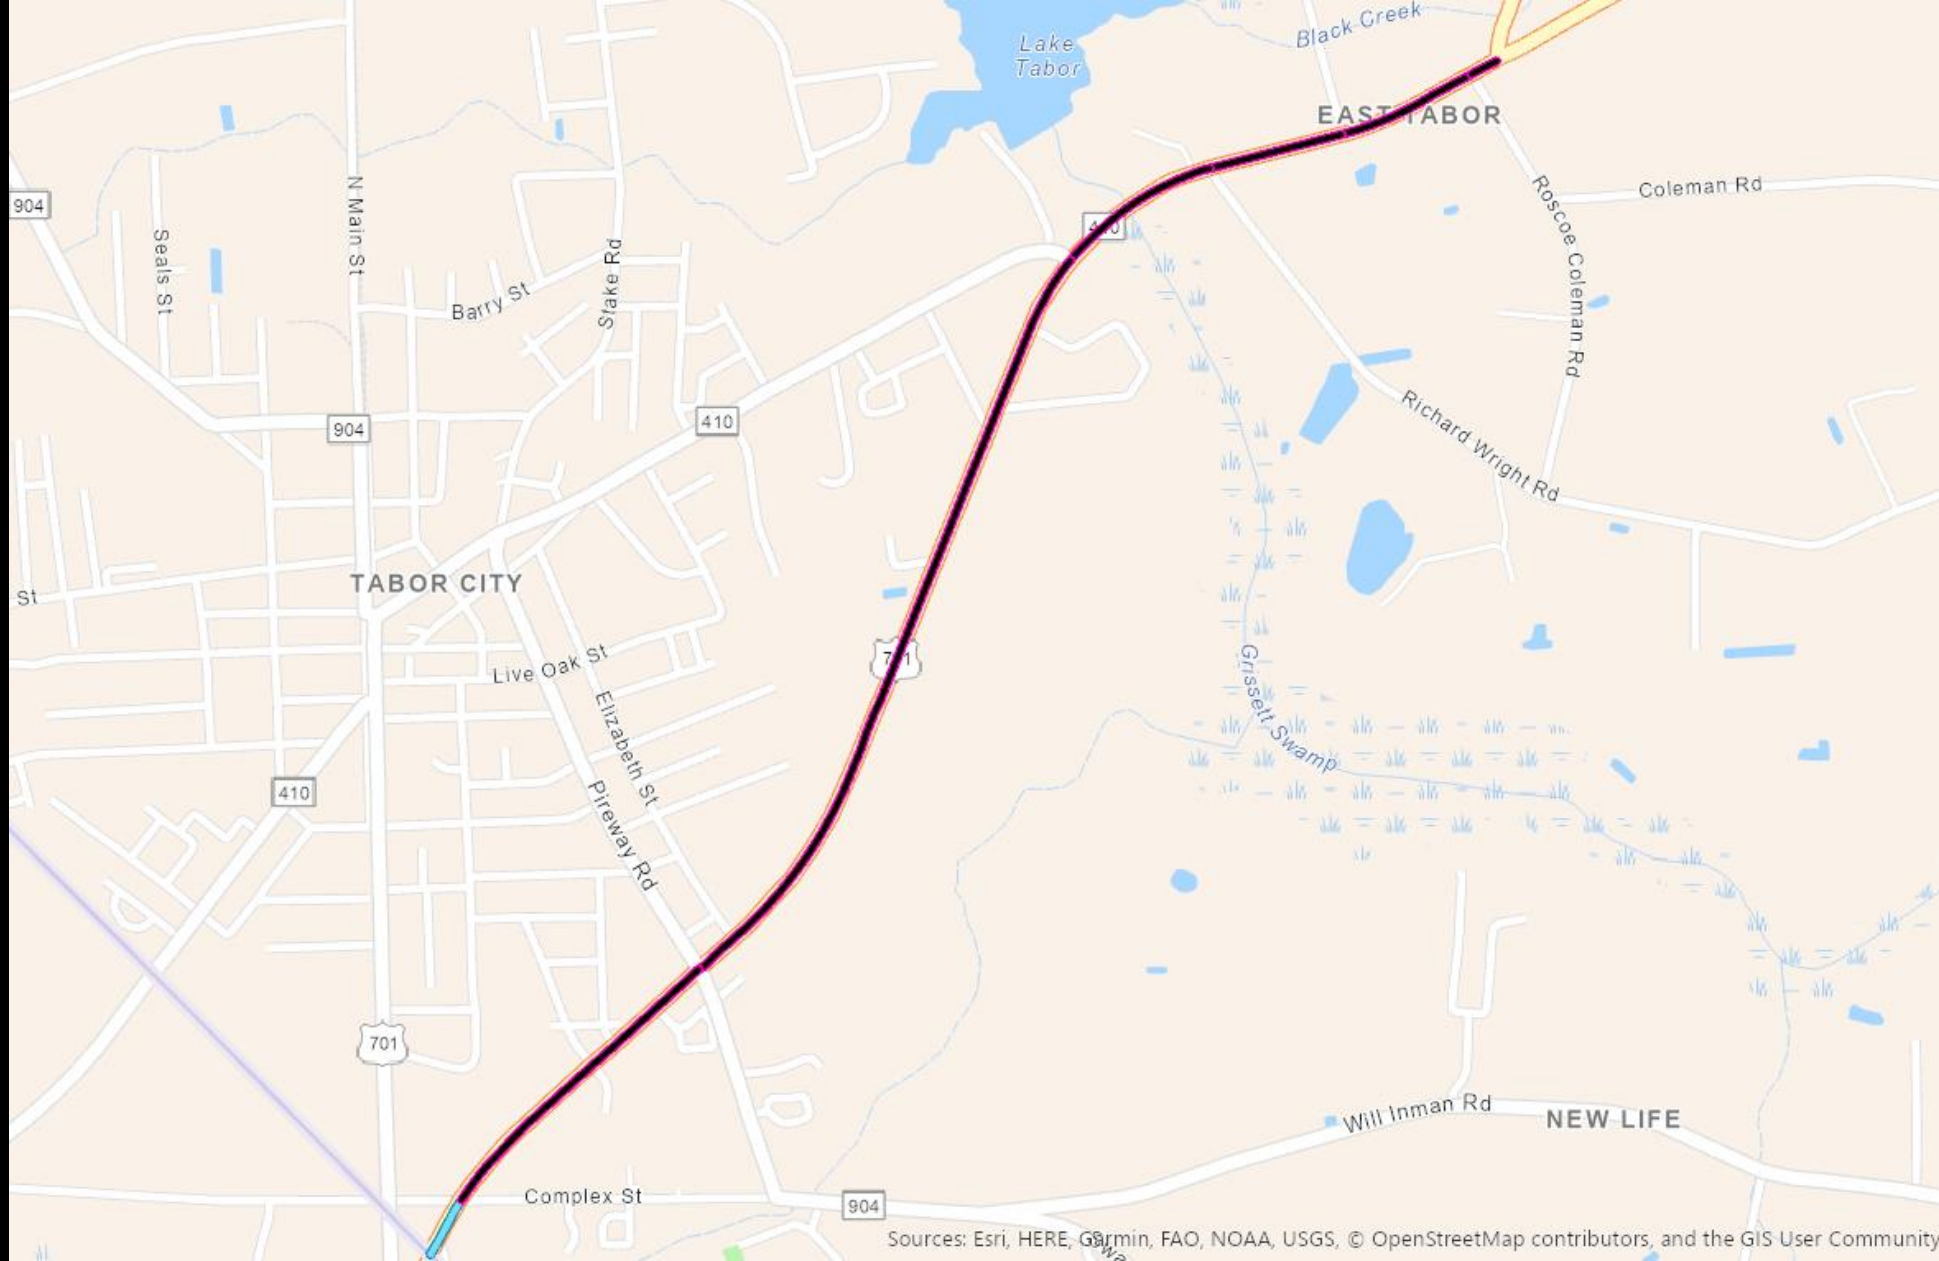 Lake
Tabor
Black Creek
EAST TABOR
904
N Main St
Seals St
Slake Rd
Barry St
Roscoe Coleman Rd
Coleman Rd
410
904
410
Richard Wright Rd
TABOR CITY
St
Live Oak St
Elizabeth St
701
Grissett Swamp
410
Pireway Rd
701
Will Inman Rd
NEW LIFE
Complex St
904
Sources: Esri, HERE, Garmin, FAO, NOAA, USGS, © OpenStreetMap contributors, and the GIS User Community